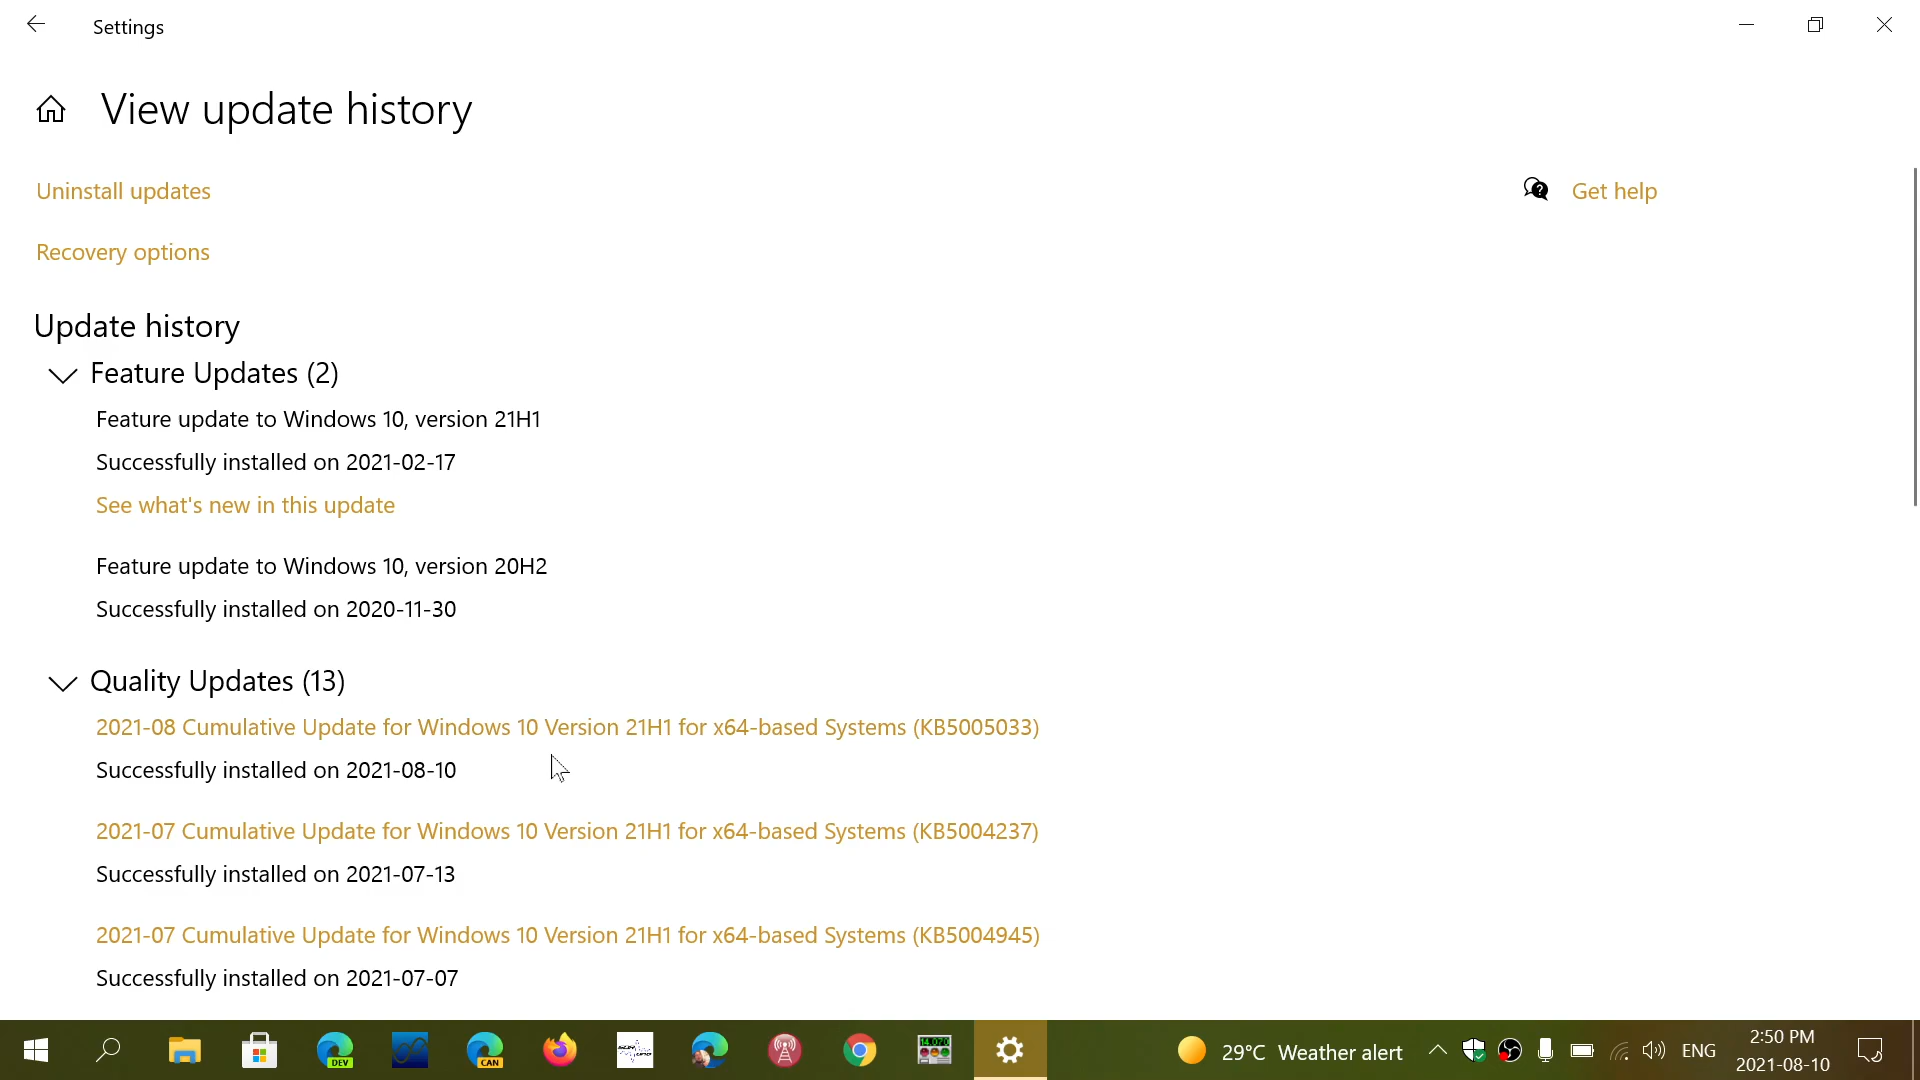 Settings
View update history
Uninstall updates
Get help
Recovery options
Update history
Feature Updates (2)
Feature update to Windows 10, version 21H1
Successfully installed on 2021-02-17
See what's new in this update
Feature update to Windows 10, version 20H2
Successfully installed on 2020-11-30
Quality Updates (13)
2021-08 Cumulative Update for Windows 10 Version 21H1 for x64-based Systems (KB5005033)
Successfully installed on 2021-08-10
2021-07 Cumulative Update for Windows 10 Version 21H1 for x64-based Systems (KB5004237)
Successfully installed on 2021-07-13
2021-07 Cumulative Update for Windows 10 Version 21H1 for x64-based Systems (KB5004945)
Successfully installed on 2021-07-07
DEV
CAN
29°C Weather alert
ENG
2:50 PM
2021-08-10